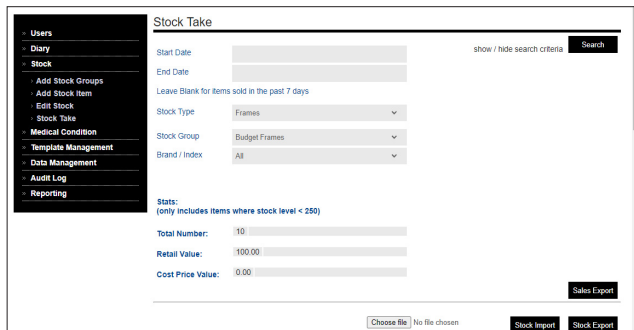 Stock Take
» Users
» Diary
» Stock
› Add Stock Groups
› Add Stock Item
› Edit Stock
› Stock Take
» Medical Condition
» Template Management
» Data Management
» Audit Log
» Reporting
show / hide search criteria Search
Start Date
End Date
Leave Blank for items sold in the past 7 days
Stock Type Frames
Stock Group Budget Frames
Brand / Index All
Stats:
(only includes items where stock level < 250)
Total Number: 10
Retail Value: 100.00
Cost Price Value: 0.00
Sales Export
Choose file No file chosen Stock Import Stock Export